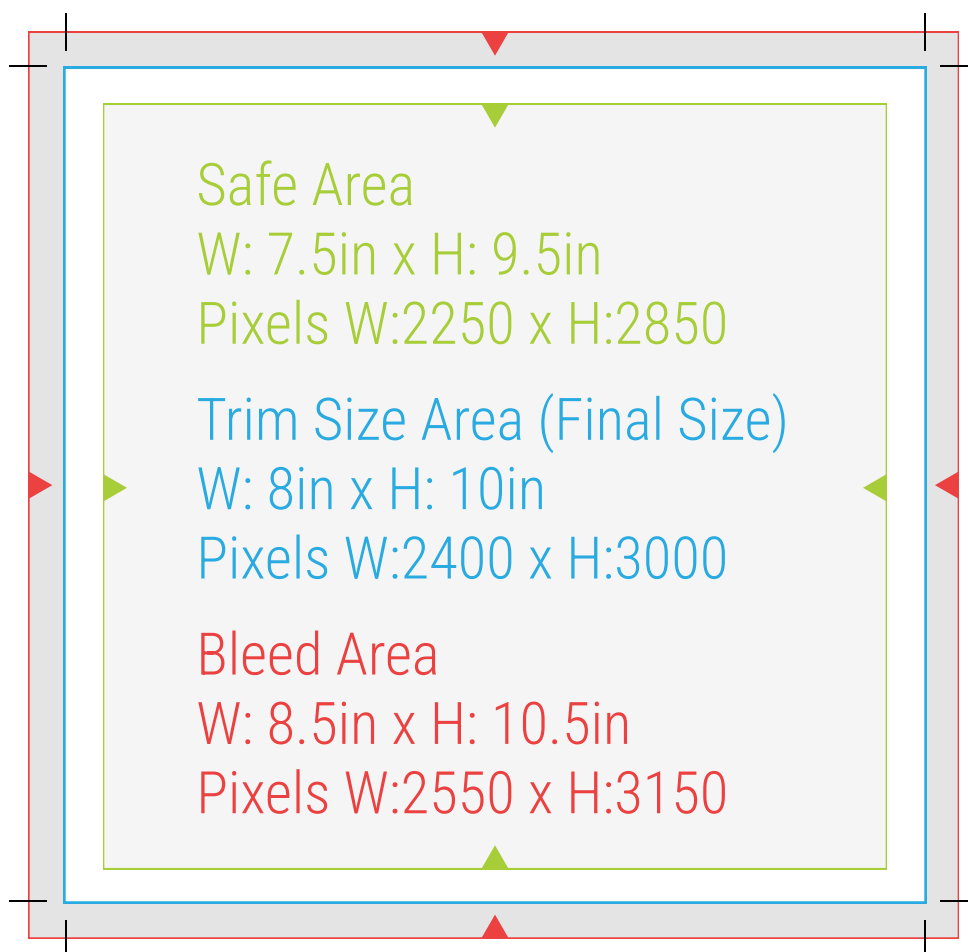 Safe Area
W: 7.5in x H: 9.5in
Pixels W:2250 x H:2850
Trim Size Area (Final Size)
W: 8in x H: 10in
Pixels W:2400 x H:3000
Bleed Area
W: 8.5in x H: 10.5in
Pixels W:2550 x H:3150